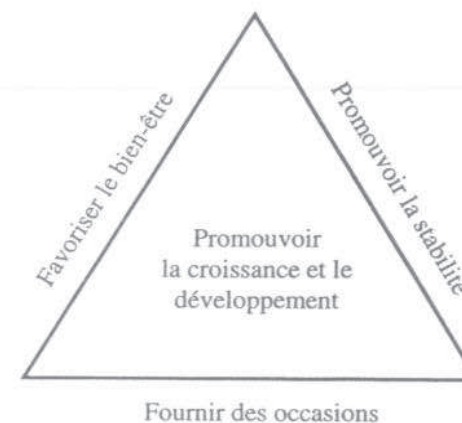 Favoriser le bien-être
Promouvoir la stabilité
Promouvoir
la croissance et le
développement
Fournir des occasions